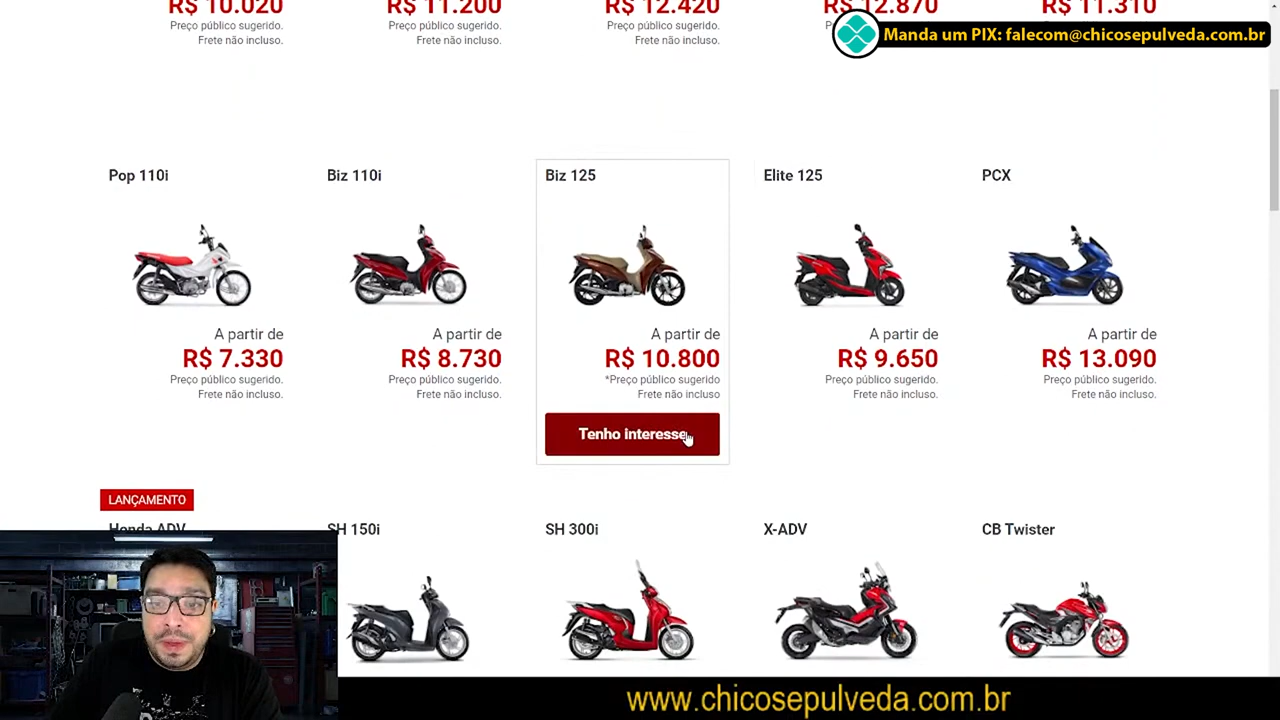 R$ 10.020
R$ 11.200
R$ 12.420
R$ 12.870
R$ 11.310
Preço público sugerido.
Frete não incluso.
Preço público sugerido.
Frete não incluso.
Preço público sugerido.
Frete não incluso.
Manda um PIX: falecom@chicosepulveda.com.br
Pop 110i
Biz 110i
Biz 125
Elite 125
PCX
A partir de
R$ 7.330
Preço público sugerido.
Frete não incluso.
A partir de
R$ 8.730
Preço público sugerido.
Frete não incluso.
A partir de
R$ 10.800
*Preço público sugerido
Frete não incluso
Tenho interesse
A partir de
R$ 9.650
Preço público sugerido.
Frete não incluso.
A partir de
R$ 13.090
Preço público sugerido.
Frete não incluso.
LANÇAMENTO
Honda ADV
SH 150i
SH 300i
X-ADV
CB Twister
www.chicosepulveda.com.br